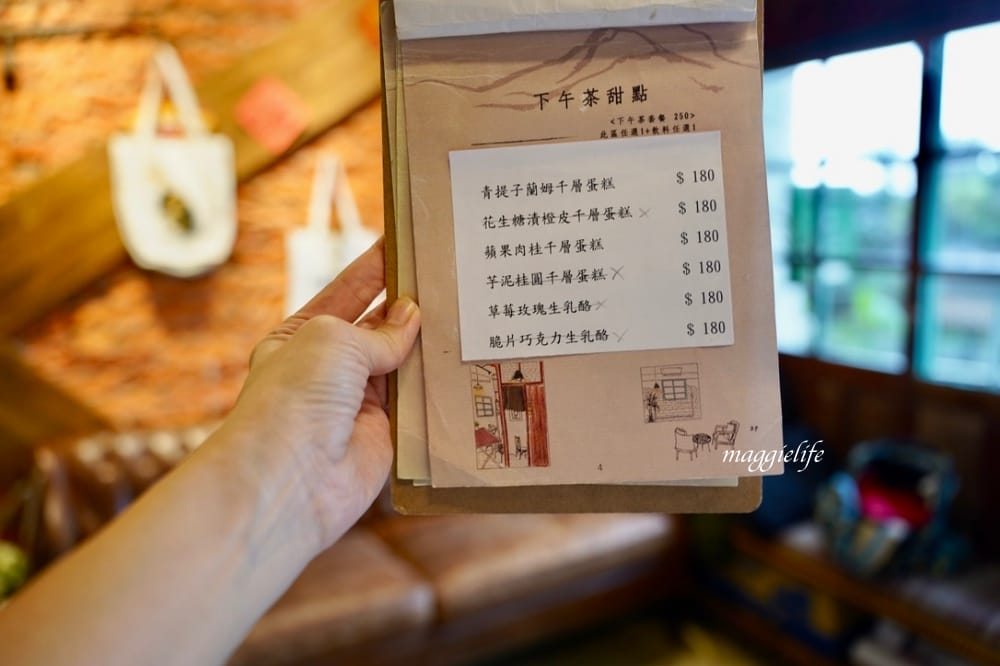 下午茶甜點
<下午茶套餐 250>
此區任選1+飲料任選1
青提子蘭姆千層蛋糕 $ 180
花生糖漬橙皮千層蛋糕 × $ 180
蘋果肉桂千層蛋糕 $ 180
芋泥桂圓千層蛋糕 × $ 180
草莓玫瑰生乳酪 × $ 180
脆片巧克力生乳酪 $ 180
4
maggielife